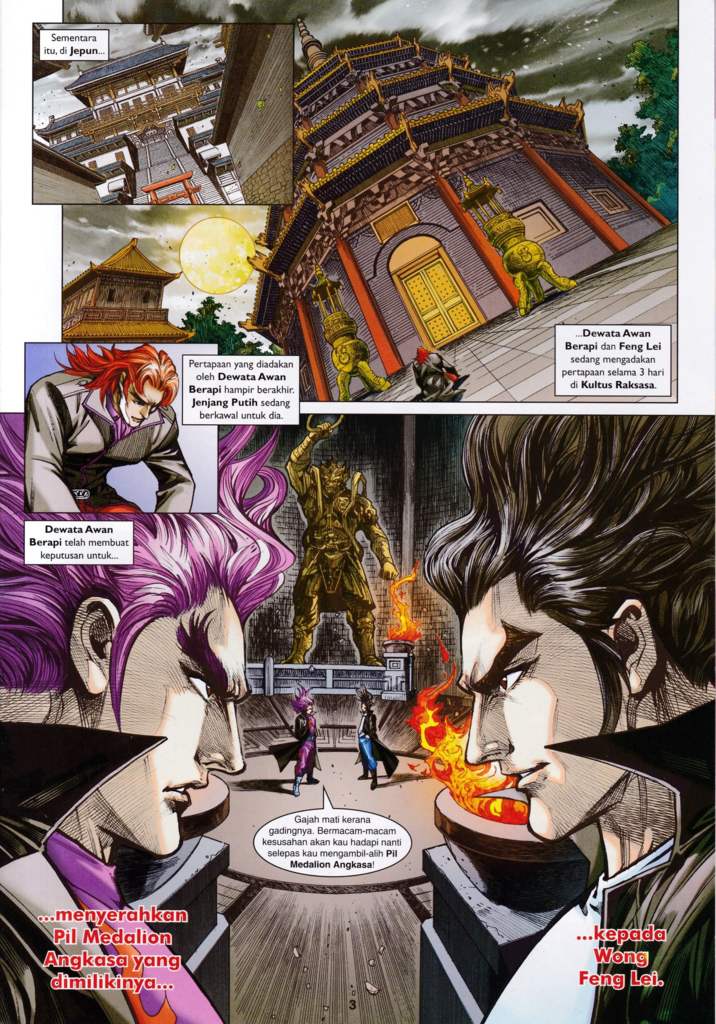 Sementara
itu, di Jepun...
...Dewata Awan
Berapi dan Feng Lei
sedang mengadakan
pertapaan selama 3 hari
di Kultus Raksasa.
Pertapaan yang diadakan
oleh Dewata Awan
Berapi hampir berakhir.
Jenjang Putih sedang
berkawal untuk dia.
Dewata Awan
Berapi telah membuat
keputusan untuk...
Gajah mati kerana
gadingnya. Bermacam-macam
kesusahan akan kau hadapi nanti
selepas kau mengambil-alih Pil
Medalion Angkasa!
...menyerahkan
Pil Medalion
Angkasa yang
dimilikinya...
...kepada
Wong
Feng Lei.
3